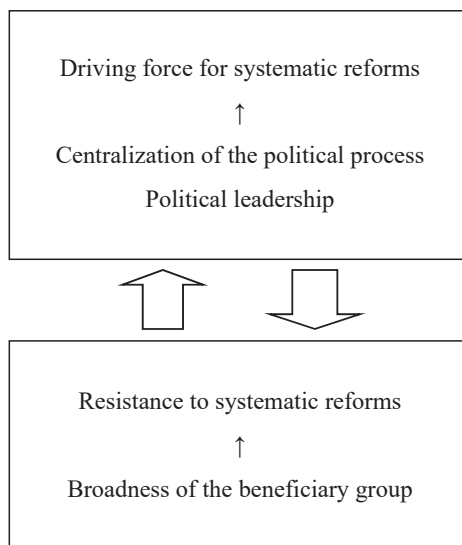 Driving force for systematic reforms
↑
Centralization of the political process
Political leadership
Resistance to systematic reforms
↑
Broadness of the beneficiary group